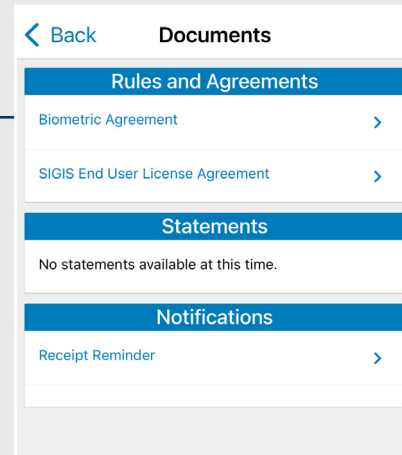 Back Documents
Rules and Agreements
Biometric Agreement
SIGIS End User License Agreement
Statements
No statements available at this time.
Notifications
Receipt Reminder